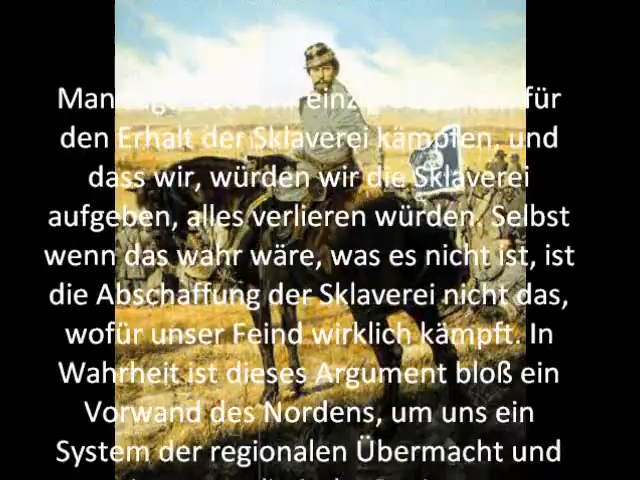 Man für
den Erhalt der Sklaverei kämpfen, und
dass wir, würden wir die Sklaverei
aufgeben, alles verlieren würden. Selbst
wenn das wahr wäre, was es nicht ist, ist
die Abschaffung der Sklaverei nicht das,
wofür unser Feind wirklich kämpft. In
Wahrheit ist dieses Argument bloß ein
Vorwand des Nordens, um uns ein
System der regionalen Übermacht und